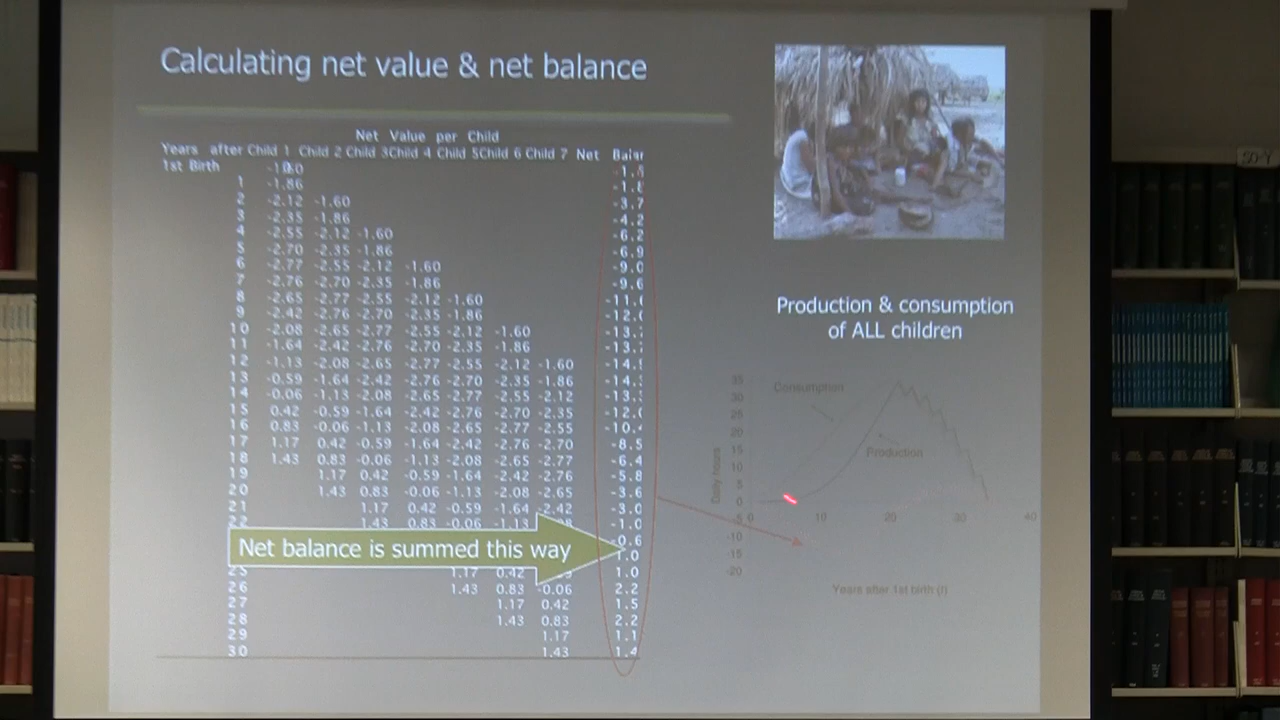 Calculating net value & net balance
Net Value per Child
Years after Child 1 Child 2 Child 3Child 4 Child 5Child 6 Child 7 Net
1st Birth
1 -1.86
2 -2.12 -1.60 -3.7
3 -2.35 -1.86 -4.2
4 -2.55 -2.12 -1.60 -6.2
5 -2.70 -2.35 -1.86 -6.9
6 -2.77 -2.55 -2.12 -1.60 -9.0
7 -2.76 -2.70 -2.35 -1.86 -9.6
8 -2.65 -2.77 -2.55 -2.12 -1.60
9 -2.42 -2.76 -2.70 -2.35 -1.86
10 -2.08 -2.65 -2.77 -2.55 -2.12 -1.60
11 -1.64 -2.42 -2.76 -2.70 -2.35 -1.86
12 -1.13 -2.08 -2.65 -2.77 -2.55 -2.12 -1.60
13 -0.59 -1.64 -2.42 -2.76 -2.70 -2.35 -1.86
14 -0.06 -1.13 -2.08 -2.65 -2.77 -2.55 -2.12
15 0.42 -0.59 -1.64 -2.42 -2.76 -2.70 -2.35
16 0.83 -0.06 -1.13 -2.08 -2.65 -2.77 -2.55
17 1.17 0.42 -0.59 -1.64 -2.42 -2.76 -2.70 -8.5
18 1.43 0.83 -0.06 -1.13 -2.08 -2.65 -2.77 -6.4
19 1.17 0.42 -0.59 -1.64 -2.42 -2.76 -5.8
20 1.43 0.83 -0.06 -1.13 -2.08 -2.65 -3.6
21 1.17 0.42 -0.59 -1.64 -2.42 -3.0
22 1.43 0.83 -0.06 -1.13 -1.0
-0.6
Net balance is summed this way
1.0
25 1.17 0.42 1.0
26 1.43 0.83 -0.06 2.2
27 1.17 0.42 1.5
28 1.43 0.83 2.2
29 1.17 1.1
30 1.43 1.4
Production & consumption
of ALL children
35
30
25
20
15
10
5
0
-5
-10
-15
-20
Consumption
Production
Daily hours
0 10 20 30 40
Years after 1st birth (t)